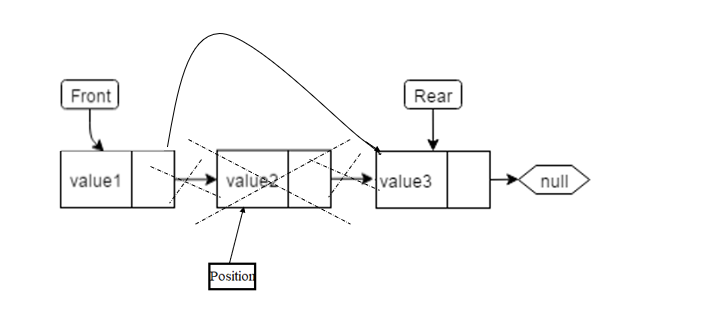 Front
Rear
value1
value2
value3
null
Position